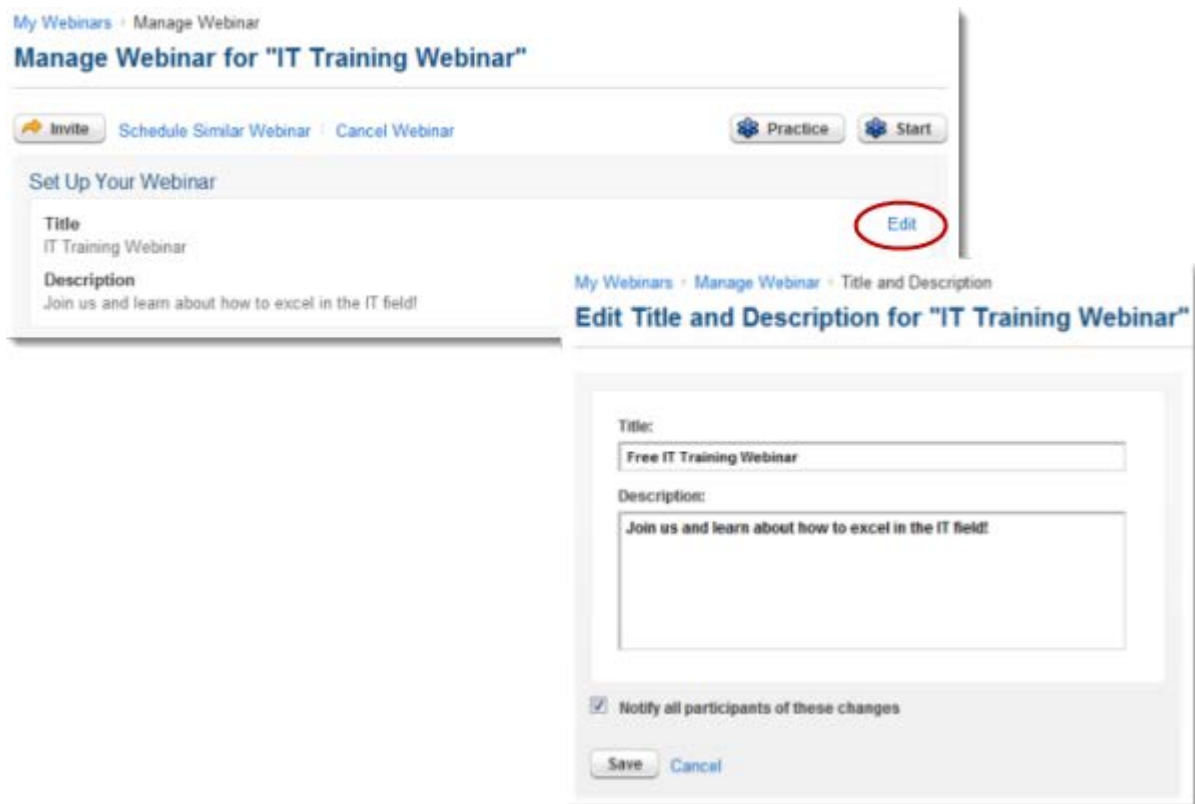 My Webinars Manage Webinar
Manage Webinar for "IT Training Webinar"
Invite Schedule Similar Webinar Cancel Webinar Practice Start
Set Up Your Webinar
Title Edit
IT Training Webinar
Description
Join us and learn about how to excel in the IT field!
My Webinars Manage Webinar Title and Description
Edit Title and Description for "IT Training Webinar"
Title:
Free IT Training Webinar
Description:
Join us and learn about how to excel in the IT field!
Notify all participants of these changes
Save Cancel